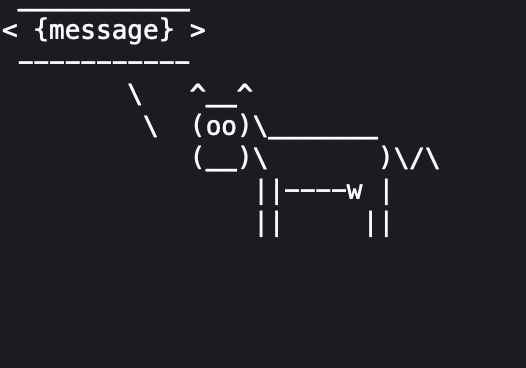 ___________
< {message} >
 -----------
        \   ^__^
         \  (oo)\_______
            (__)\       )\/\
                ||----w |
                ||     ||